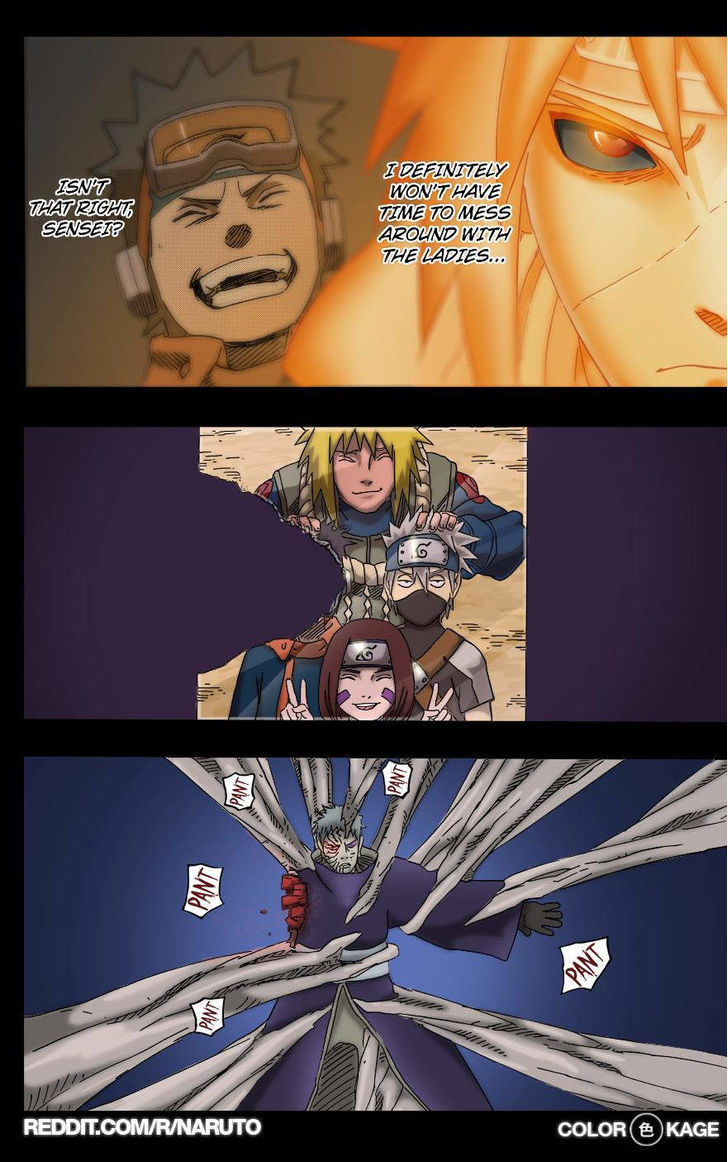 I DEFINITELY
WON'T HAVE
TIME TO MESS
AROUND WITH
THE LADIES...
ISN'T
THAT RIGHT,
SENSEI?
PANT
PANT
PANT
PANT
PANT
REDDIT.COM/R/NARUTO
COLOR 色 KAGE